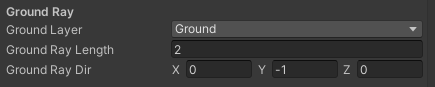 Ground Ray
Ground Layer Ground
Ground Ray Length 2
Ground Ray Dir X 0 Y -1 Z 0